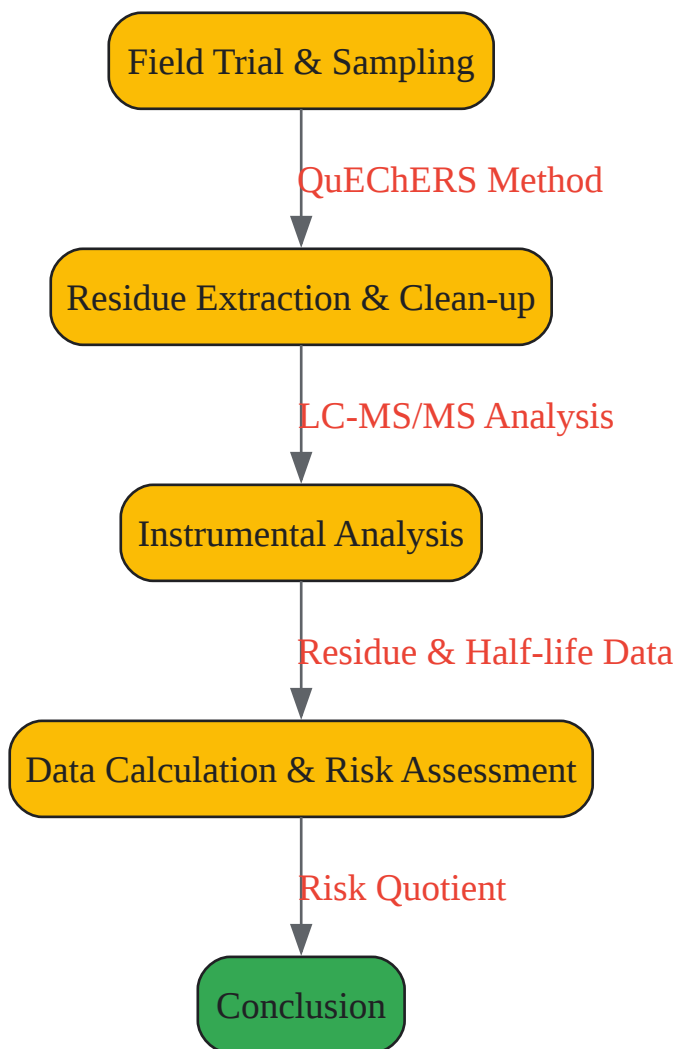 Field Trial & Sampling
QuEChERS Method
Residue Extraction & Clean-up
LC-MS/MS Analysis
Instrumental Analysis
Residue & Half-life Data
Data Calculation & Risk Assessment
Risk Quotient
Conclusion